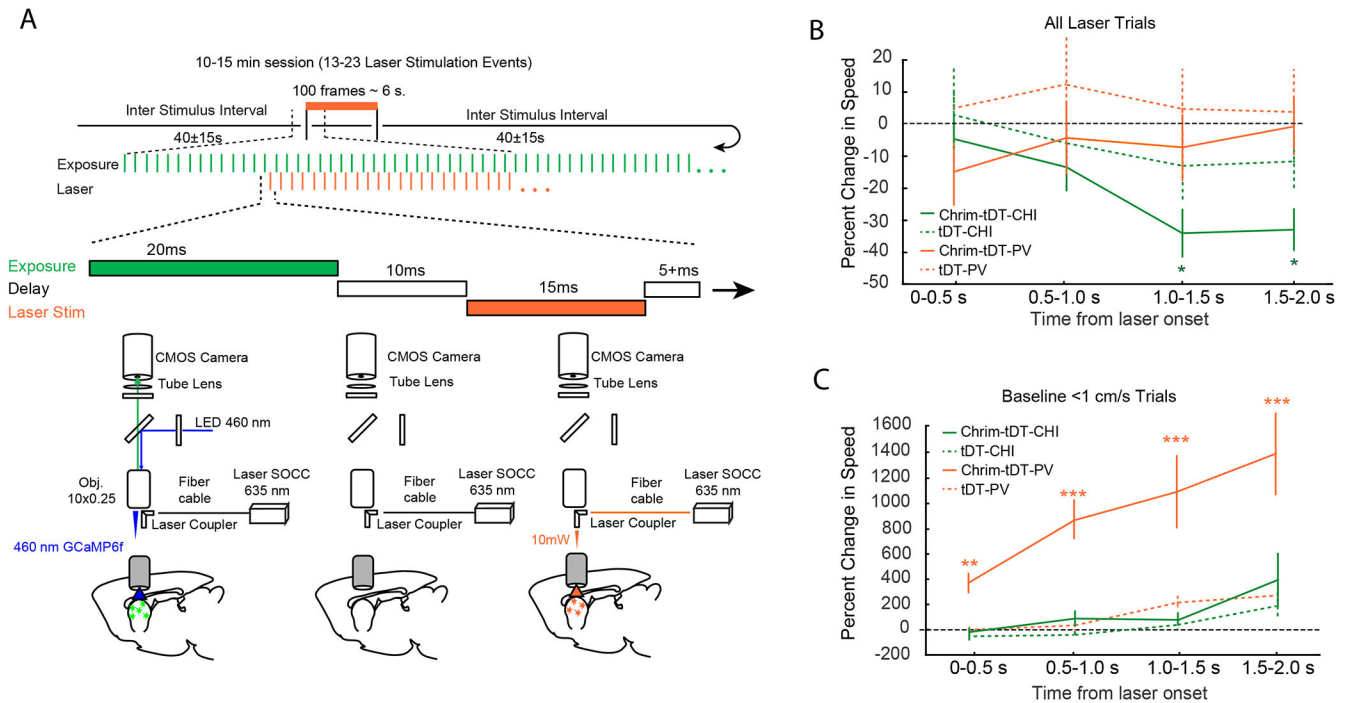 A
10-15 min session (13-23 Laser Stimulation Events)
100 frames ~ 6 s.
Inter Stimulus Interval
Inter Stimulus Interval
40±15s
40±15s
Exposure
Laser
20ms
Exposure
10ms
5+ms
Delay
15ms
Laser Stim
CMOS Camera
Tube Lens
LED 460 nm
Obj.
10x0.25
Fiber
cable
Laser SOCC
635 nm
Laser Coupler
460 nm GCaMP6f
CMOS Camera
Tube Lens
Fiber
cable
Laser SOCC
635 nm
Laser Coupler
CMOS Camera
Tube Lens
Fiber
cable
Laser SOCC
635 nm
Laser Coupler
10mW
B
All Laser Trials
Percent Change in Speed
20
10
0
-10
-20
-30
-40
-50
Chrim-tDT-CHI
tDT-CHI
Chrim-tDT-PV
tDT-PV
*
*
0-0.5 s
0.5-1.0 s
1.0-1.5 s
1.5-2.0 s
Time from laser onset
C
Baseline <1 cm/s Trials
Percent Change in Speed
1600
1400
1200
1000
800
600
400
200
0
-200
Chrim-tDT-CHI
tDT-CHI
Chrim-tDT-PV
tDT-PV
**
***
***
***
0-0.5 s
0.5-1.0 s
1.0-1.5 s
1.5-2.0 s
Time from laser onset